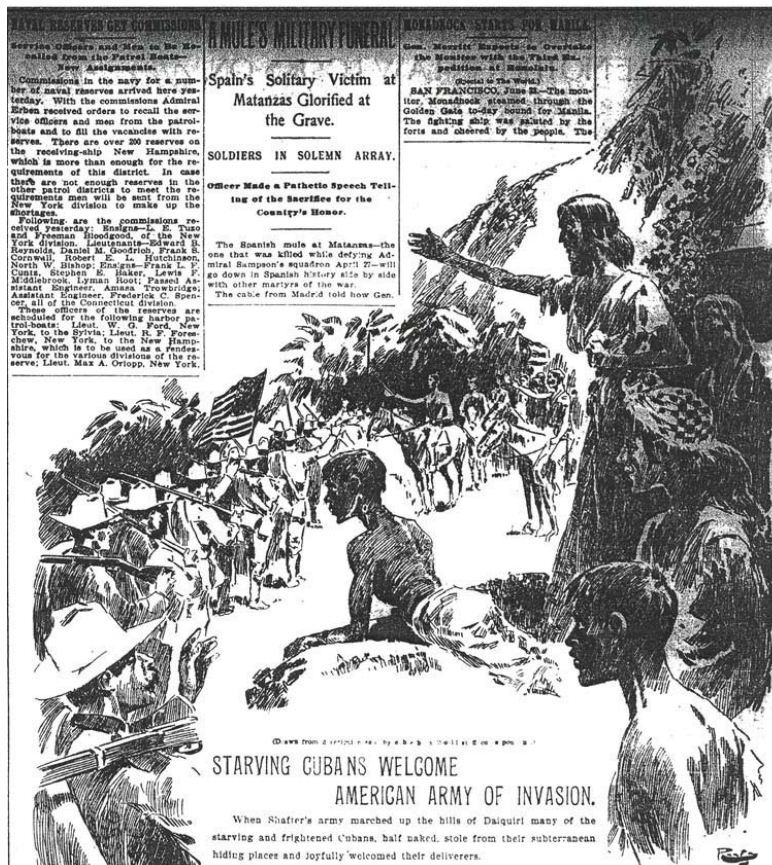 NAVAL RESERVES GET COMMISSIONS
Service Officers and Men to Be Re-
called from the Patrol Boats—
New Assignments.
Commissions in the navy for a num-
ber of naval reserves arrived here yes-
terday. With the commissions Admiral
Erben received orders to recall the ser-
vice officers and men from the patrol-
boats and to fill the vacancies with re-
serves. There are over 200 reserves on
the receiving-ship New Hampshire,
which is more than enough for the re-
quirements of this district. In case
there are not enough reserves in the
other patrol districts to meet the re-
quirements men will be sent from the
New York division to make up the
shortages.
Following are the commissions re-
ceived yesterday: Ensigns—L. E. Tuzo
and Freeman Bloodgood, of the New
York division. Lieutenants—Edward B.
Reynolds, Daniel M. Goodrich, Frank S.
Cornwall, Robert E. L. Hutchinson,
North W. Bishop; Ensigns—Frank L. F.
Stephen E. Baker, Lewis F.
Middlebrook, Lyman Root; Passed As-
sistant Engineer, Amasa Trowbridge;
Assistant Engineer, Frederick C. Spen-
cer, all of the Connecticut division.
These officers of the reserves are
scheduled for the following harbor pa-
trol-boats: Lieut. W. G. Ford, New
York, to the Sylvia; Lieut. R. F.
New York, to the New Hamp-
shire, which is to be used as a rendez-
vous for the various divisions of the re-
serve; Lieut. Max A. Orlopp, New York,
A MULE'S MILITARY FUNERAL
Spain's Solitary Victim at
Matanzas Glorified at
the Grave.
SOLDIERS IN SOLEMN ARRAY.
Officer Made a Pathetic Speech Tell-
ing of the Sacrifice for the
Country's Honor.
The Spanish mule at Matanzas—the
one that was killed while defying Ad-
miral Sampson's squadron April 27—will
go down in Spanish history side by side
with other martyrs of the war.
The cable from Madrid told how Gen.
MONADNOCK STARTS FOR MANILA.
Gen. Merritt Expects to Overtake
the Monitor with the Third Ex-
pedition at Honolulu.
(Special to The World.)
SAN FRANCISCO, June 23.—The mon-
itor, Monadnock steamed through the
Golden Gate to-day bound for Manila.
The fighting ship was saluted by the
forts and cheered by the people. The
(Drawn from
STARVING CUBANS WELCOME
AMERICAN ARMY OF INVASION.
When Shafter's army marched up the hills of Daiquiri many of the
starving and frightened Cubans, half naked, stole from their subterranean
hiding places and joyfully welcomed their deliverers.